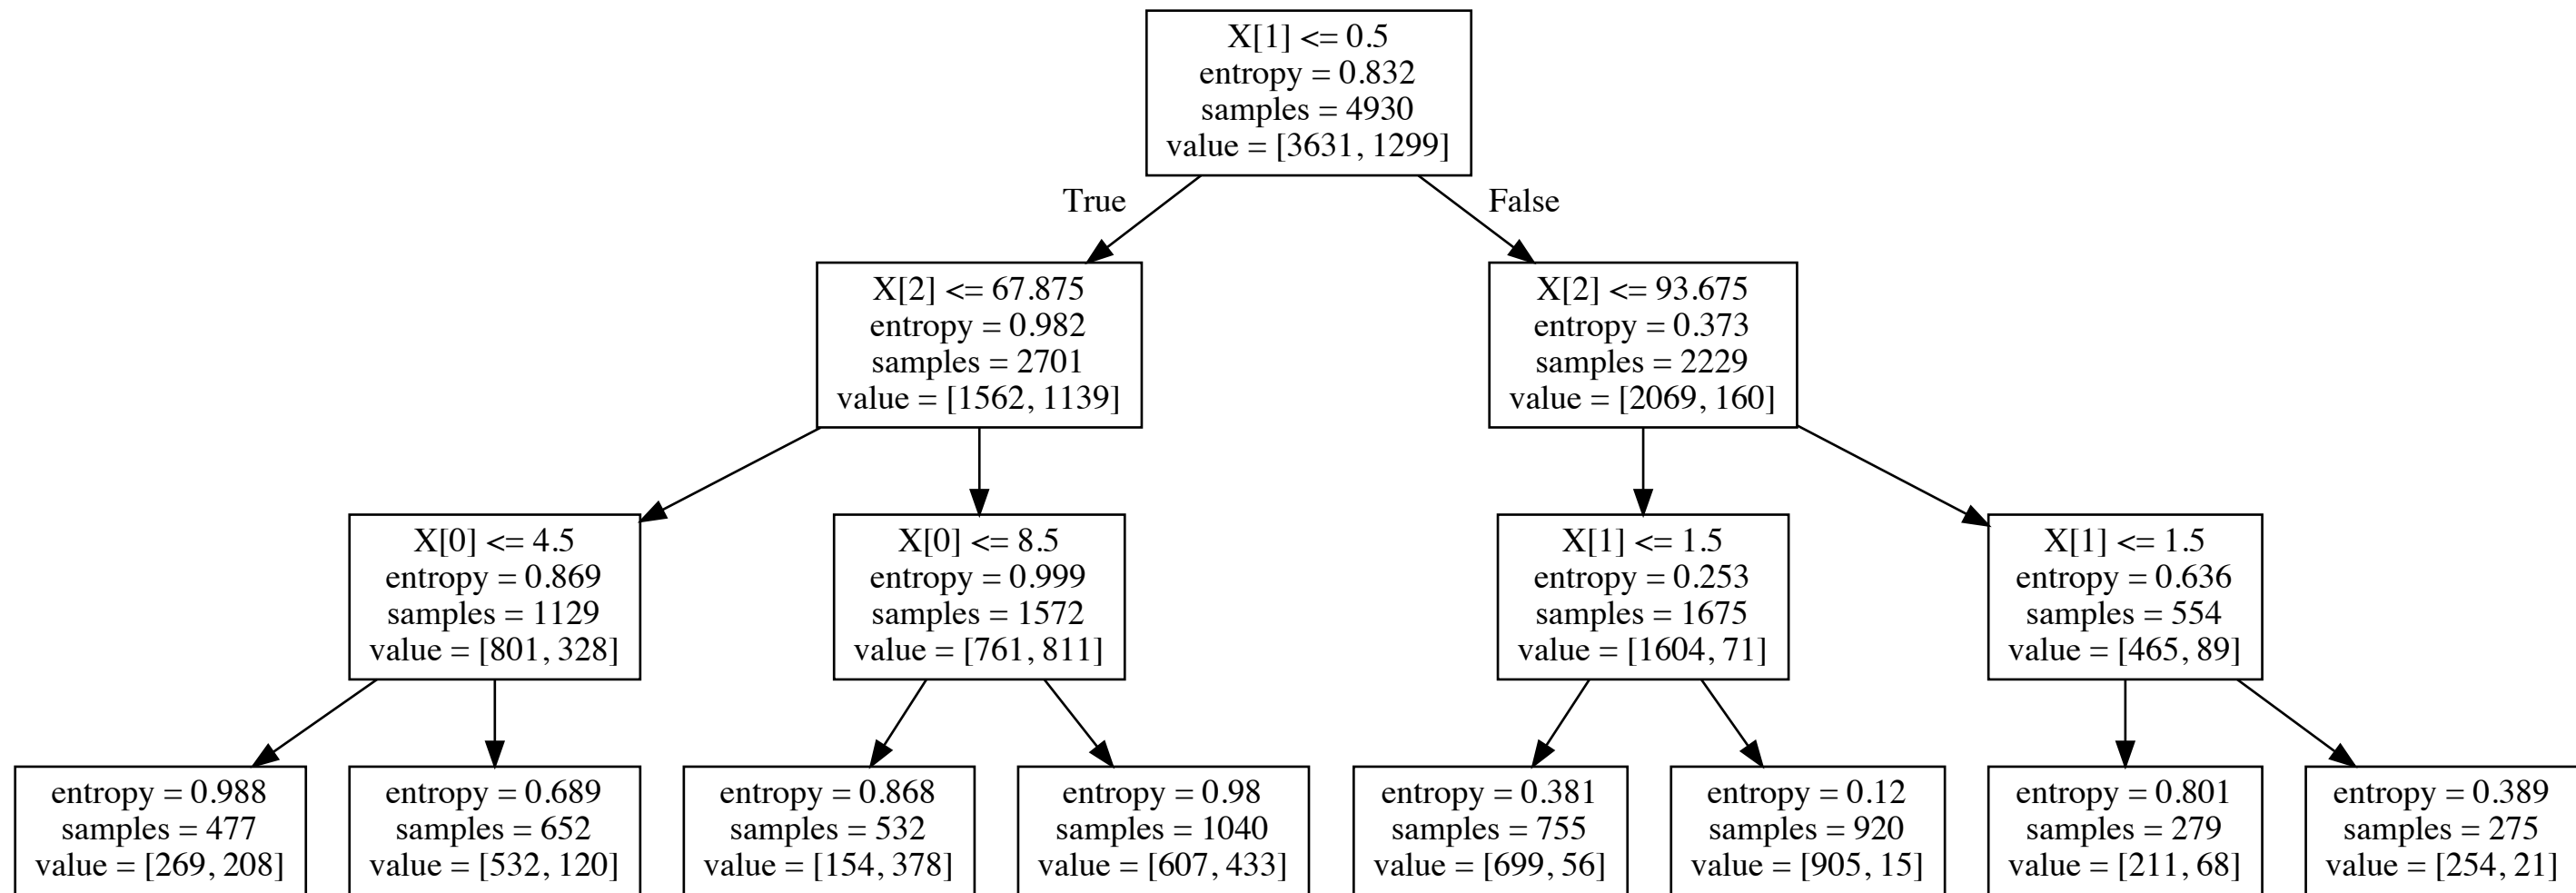 X[1] <= 0.5
entropy = 0.832
samples = 4930
value = [3631, 1299]
True
False
X[2] <= 67.875
entropy = 0.982
samples = 2701
value = [1562, 1139]
X[2] <= 93.675
entropy = 0.373
samples = 2229
value = [2069, 160]
X[0] <= 4.5
entropy = 0.869
samples = 1129
value = [801, 328]
X[0] <= 8.5
entropy = 0.999
samples = 1572
value = [761, 811]
X[1] <= 1.5
entropy = 0.253
samples = 1675
value = [1604, 71]
X[1] <= 1.5
entropy = 0.636
samples = 554
value = [465, 89]
entropy = 0.988
samples = 477
value = [269, 208]
entropy = 0.689
samples = 652
value = [532, 120]
entropy = 0.868
samples = 532
value = [154, 378]
entropy = 0.98
samples = 1040
value = [607, 433]
entropy = 0.381
samples = 755
value = [699, 56]
entropy = 0.12
samples = 920
value = [905, 15]
entropy = 0.801
samples = 279
value = [211, 68]
entropy = 0.389
samples = 275
value = [254, 21]